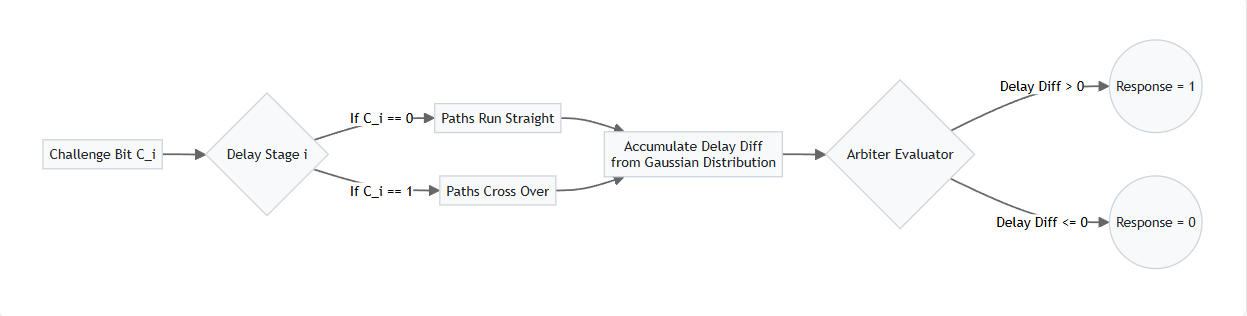 Challenge Bit C_i
Delay Stage i
If C_i == 0
Paths Run Straight
If C_i == 1
Paths Cross Over
Accumulate Delay Diff
from Gaussian Distribution
Arbiter Evaluator
Delay Diff > 0
Response = 1
Delay Diff <= 0
Response = 0